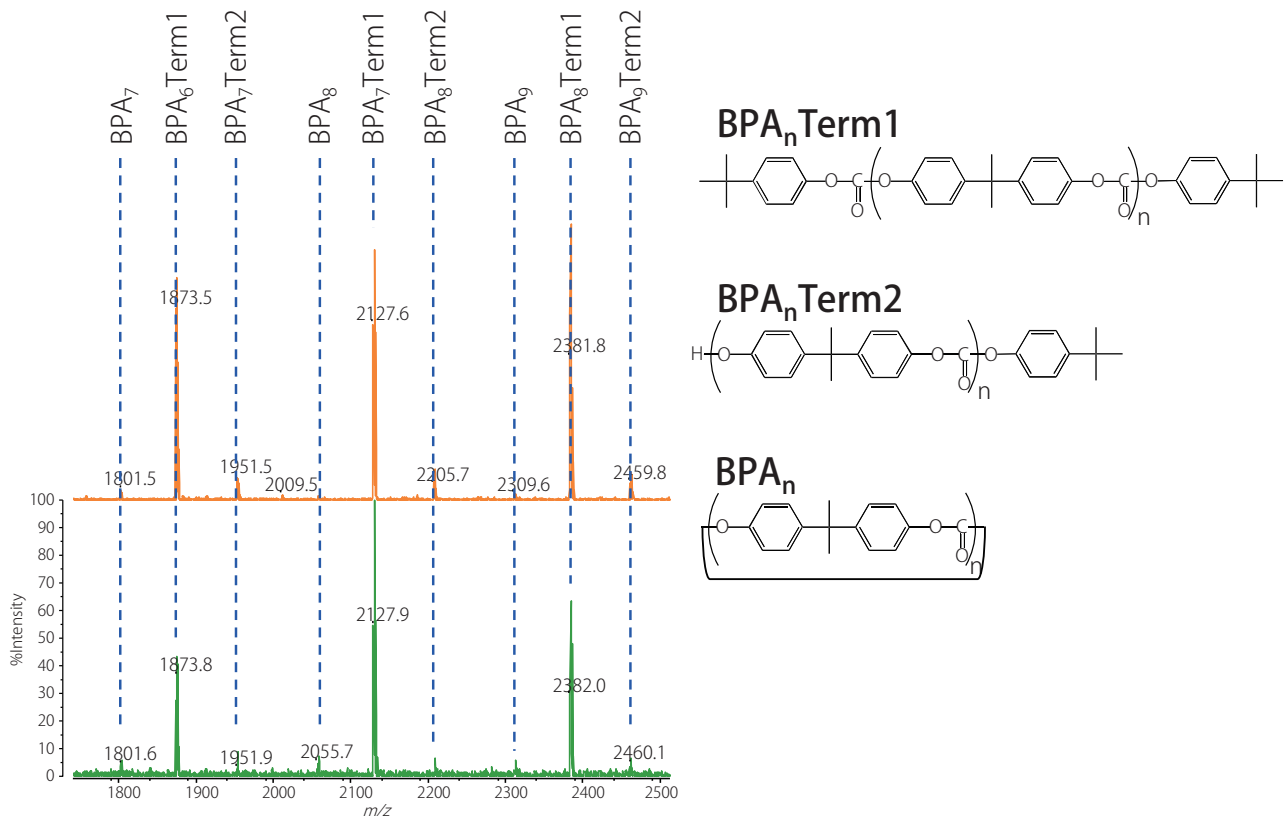 BPA₇
BPA₆Term1
BPA₇Term2
BPA₈
BPA₇Term1
BPA₈Term2
BPA₉
BPA₈Term1
BPA₉Term2
1801.5
1873.5
1951.5
2009.5
2127.6
2205.7
2309.6
2381.8
2459.8
100
90
80
70
60
50
40
30
20
10
0
%Intensity
1801.6
1873.8
1951.9
2055.7
2127.9
2382.0
2460.1
1800 1900 2000 2100 2200 2300 2400 2500
m/z
BPAₙTerm1
O C O O C O
O O n
BPAₙTerm2
H O O C O
O n
BPAₙ
O O C
O n